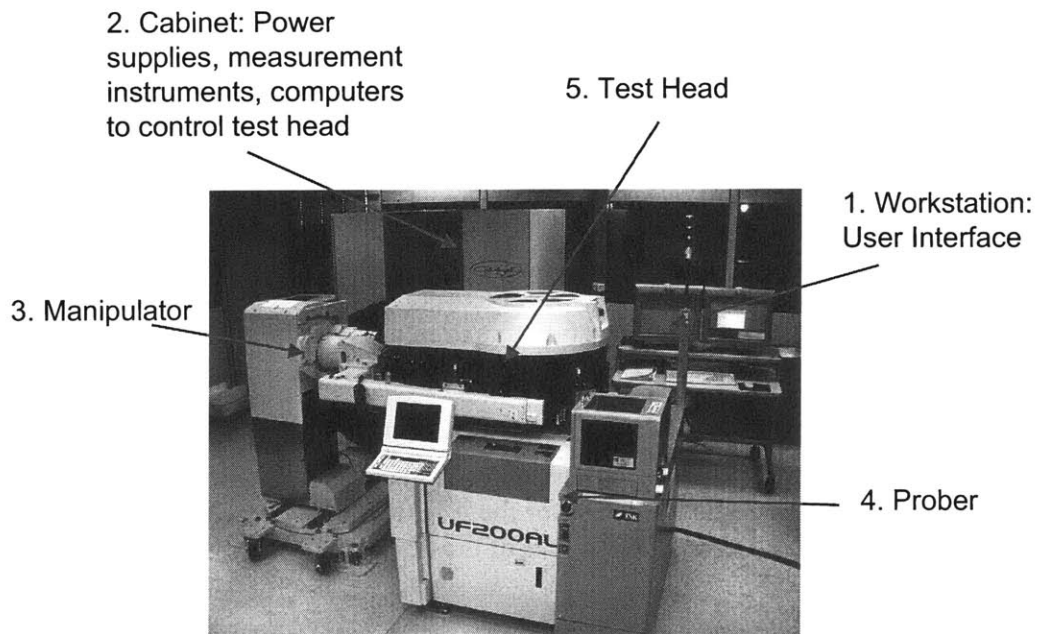 2. Cabinet: Power
supplies, measurement
instruments, computers
to control test head
5. Test Head
1. Workstation:
User Interface
3. Manipulator
4. Prober
UF200AL